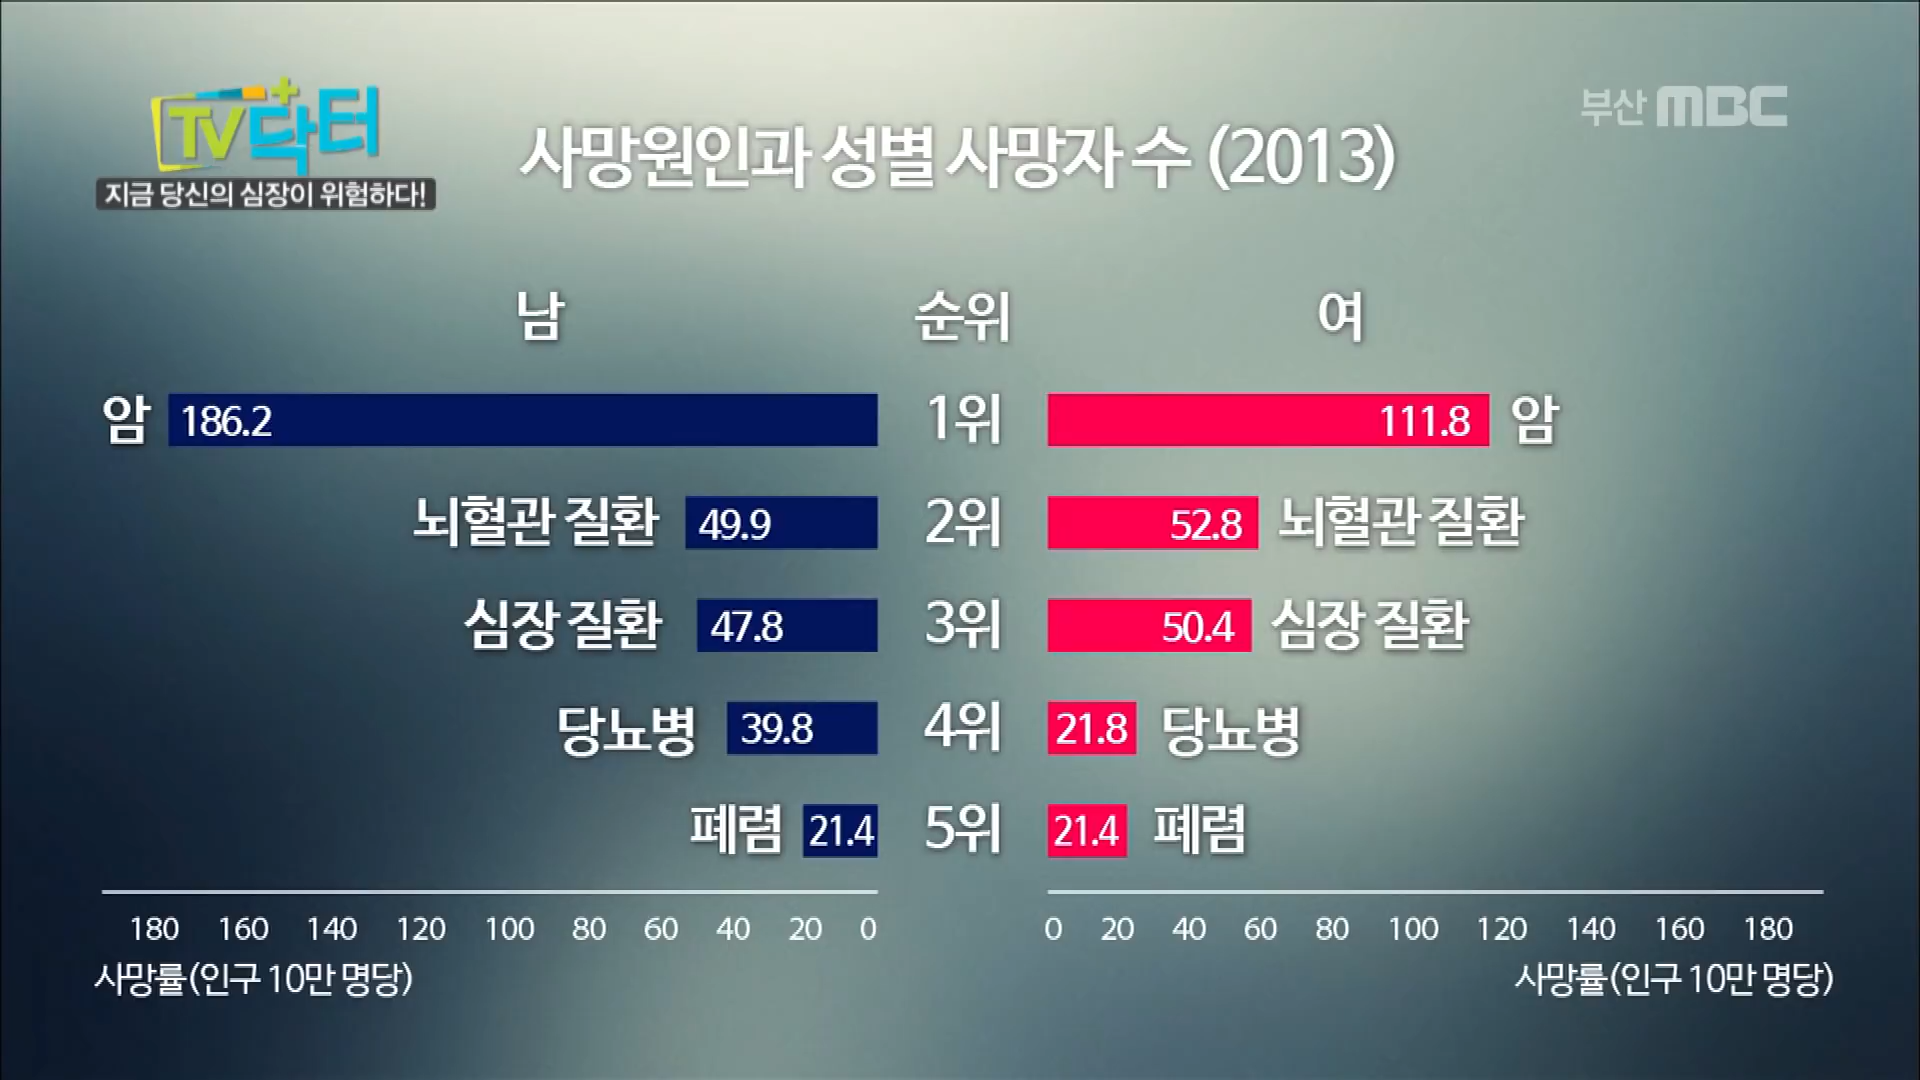 TV닥터
지금 당신의 심장이 위험하다!
사망원인과 성별 사망자 수 (2013)
부산 MBC
남 순위 여
암 186.2 1위 111.8 암
뇌혈관 질환 49.9 2위 52.8 뇌혈관 질환
심장 질환 47.8 3위 50.4 심장 질환
당뇨병 39.8 4위 21.8 당뇨병
폐렴 21.4 5위 21.4 폐렴
180 160 140 120 100 80 60 40 20 0 0 20 40 60 80 100 120 140 160 180
사망률(인구 10만 명당) 사망률(인구 10만 명당)